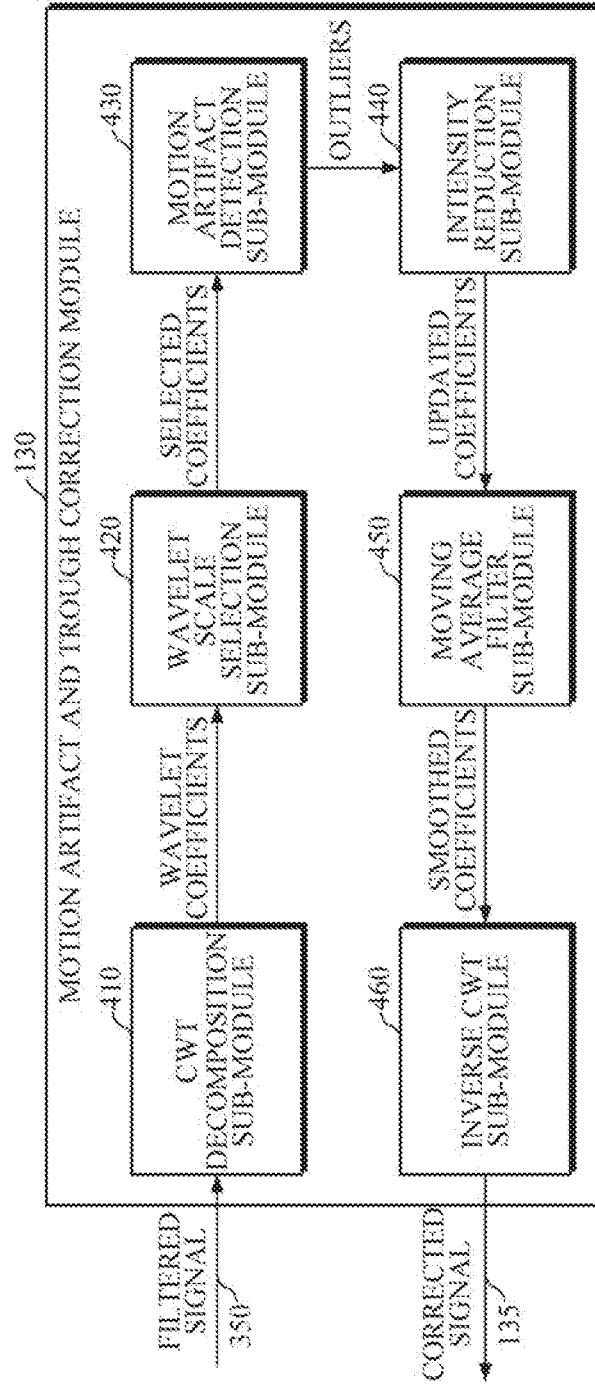 130
MOTION ARTIFACT AND TROUGH CORRECTION MODULE
FILTERED
SIGNAL
350
410
CWT
DECOMPOSITION
SUB-MODULE
WAVELET
COEFFICIENTS
420
WAVELET
SCALE
SELECTION
SUB-MODULE
SELECTED
COEFFICIENTS
430
MOTION
ARTIFACT
DETECTION
SUB-MODULE
OUTLIERS
440
INTENSITY
REDUCTION
SUB-MODULE
UPDATED
COEFFICIENTS
450
MOVING
AVERAGE
FILTER
SUB-MODULE
SMOOTHED
COEFFICIENTS
460
INVERSE CWT
SUB-MODULE
CORRECTED
SIGNAL
135